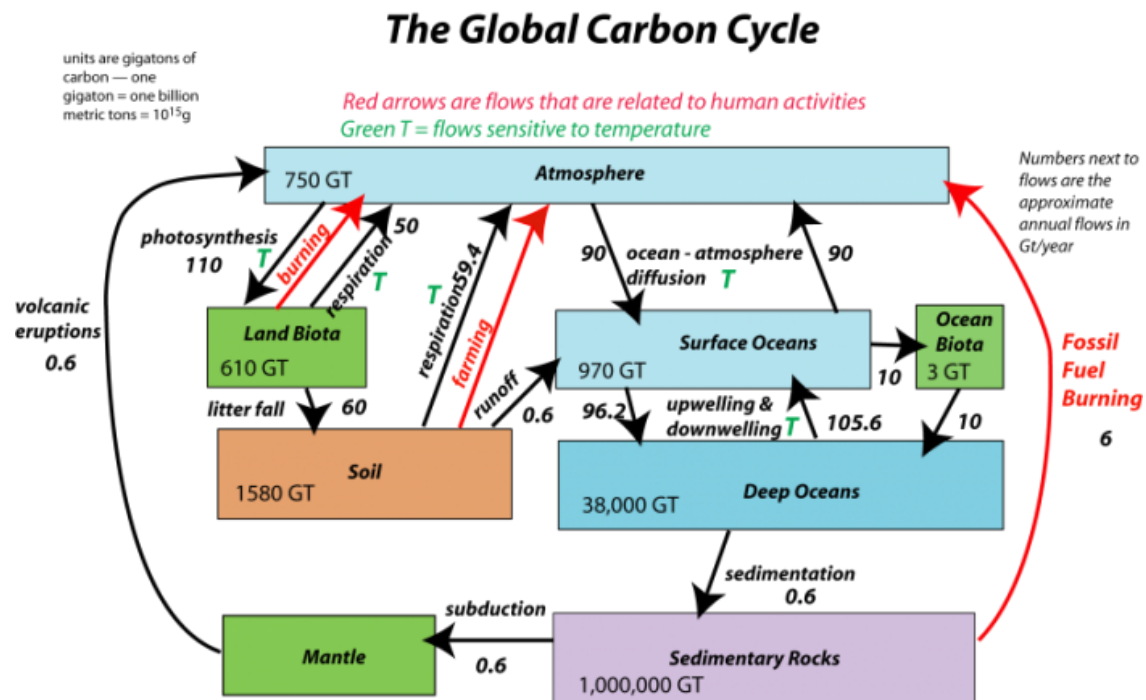 The Global Carbon Cycle
units are gigatons of
carbon — one
gigaton = one billion
metric tons = 10¹⁵g
Red arrows are flows that are related to human activities
Green T = flows sensitive to temperature
Numbers next to
flows are the
approximate
annual flows in
Gt/year
Atmosphere
750 GT
photosynthesis
110
T
burning
respiration
50
T
respiration
59.4
T
farming
90
ocean - atmosphere
diffusion
T
90
volcanic
eruptions
0.6
Land Biota
610 GT
Surface Oceans
970 GT
Ocean
Biota
3 GT
10
Fossil
Fuel
Burning
6
litter fall
60
runoff
0.6
96.2
upwelling &
downwelling
T
105.6
10
Soil
1580 GT
Deep Oceans
38,000 GT
sedimentation
0.6
subduction
0.6
Mantle
Sedimentary Rocks
1,000,000 GT